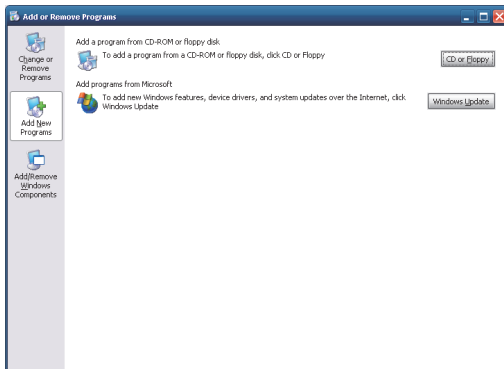 Add or Remove Programs
Change or
Remove
Programs
Add New
Programs
Add/Remove
Windows
Components
Add a program from CD-ROM or floppy disk
To add a program from a CD-ROM or floppy disk, click CD or Floppy
CD or Floppy
Add programs from Microsoft
To add new Windows features, device drivers, and system updates over the Internet, click
Windows Update
Windows Update